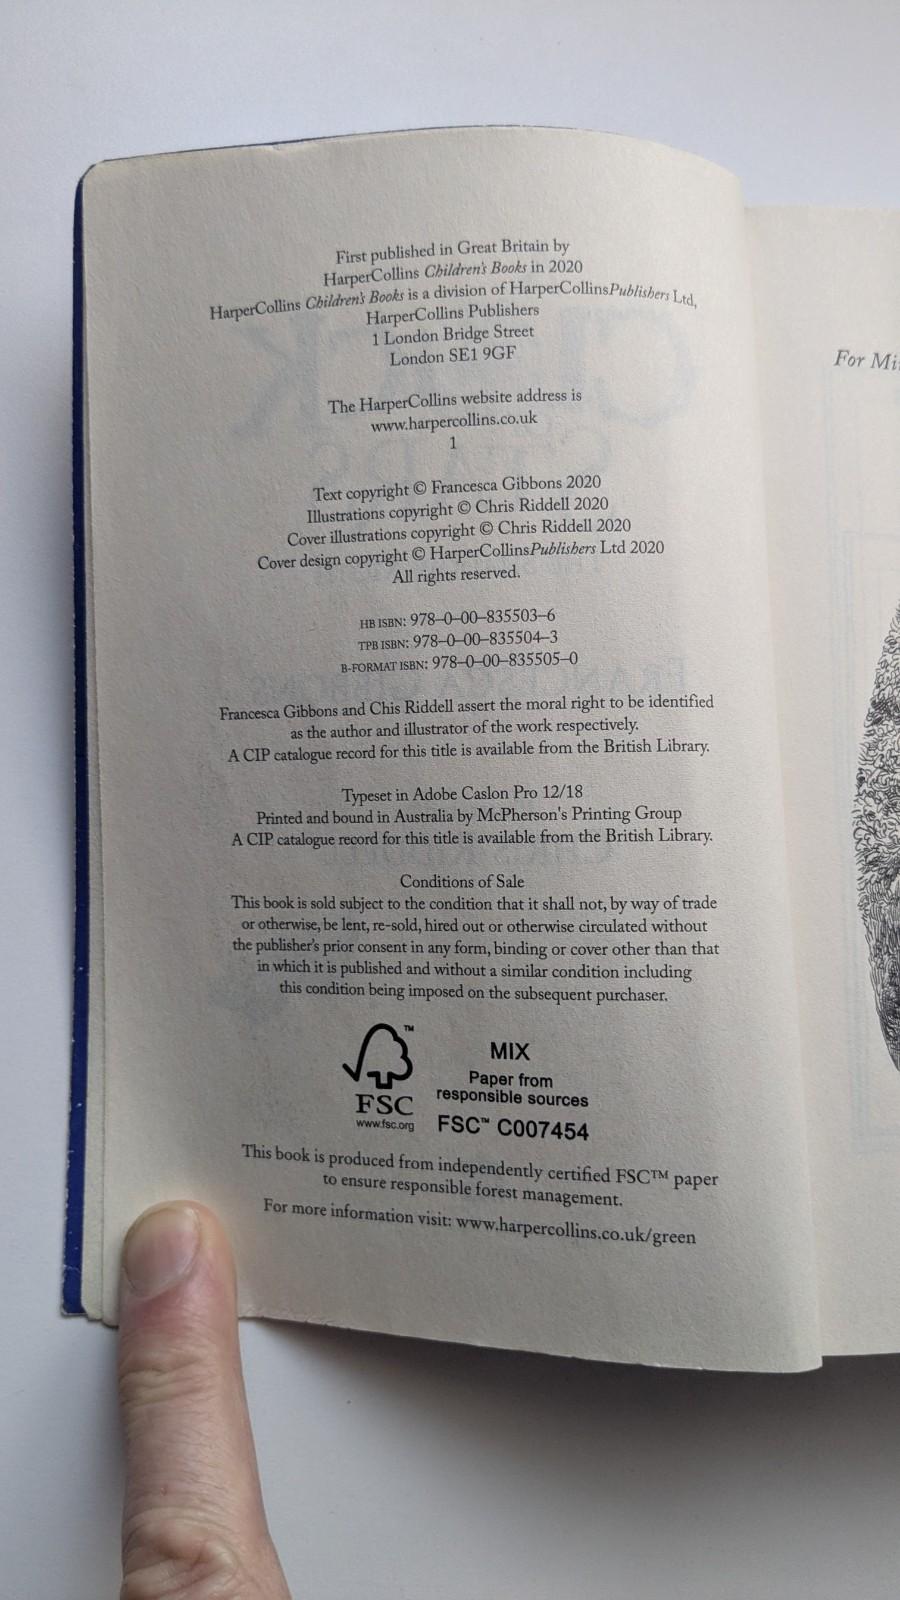 First published in Great Britain by
HarperCollins Children's Books in 2020
HarperCollins Children's Books is a division of HarperCollinsPublishers Ltd,
HarperCollins Publishers
1 London Bridge Street
London SE1 9GF
The HarperCollins website address is
www.harpercollins.co.uk
1
Text copyright © Francesca Gibbons 2020
Illustrations copyright © Chris Riddell 2020
Cover illustrations copyright © Chris Riddell 2020
Cover design copyright © HarperCollinsPublishers Ltd 2020
All rights reserved.
HB ISBN: 978–0–00–835503–6
TPB ISBN: 978–0–00–835504–3
B-FORMAT ISBN: 978–0–00–835505–0
Francesca Gibbons and Chis Riddell assert the moral right to be identified
as the author and illustrator of the work respectively.
A CIP catalogue record for this title is available from the British Library.
Typeset in Adobe Caslon Pro 12/18
Printed and bound in Australia by McPherson's Printing Group
A CIP catalogue record for this title is available from the British Library.
Conditions of Sale
This book is sold subject to the condition that it shall not, by way of trade
or otherwise, be lent, re-sold, hired out or otherwise circulated without
the publisher's prior consent in any form, binding or cover other than that
in which it is published and without a similar condition including
this condition being imposed on the subsequent purchaser.
™
FSC
www.fsc.org
MIX
Paper from
responsible sources
FSC™ C007454
This book is produced from independently certified FSC™ paper
to ensure responsible forest management.
For more information visit: www.harpercollins.co.uk/green
For